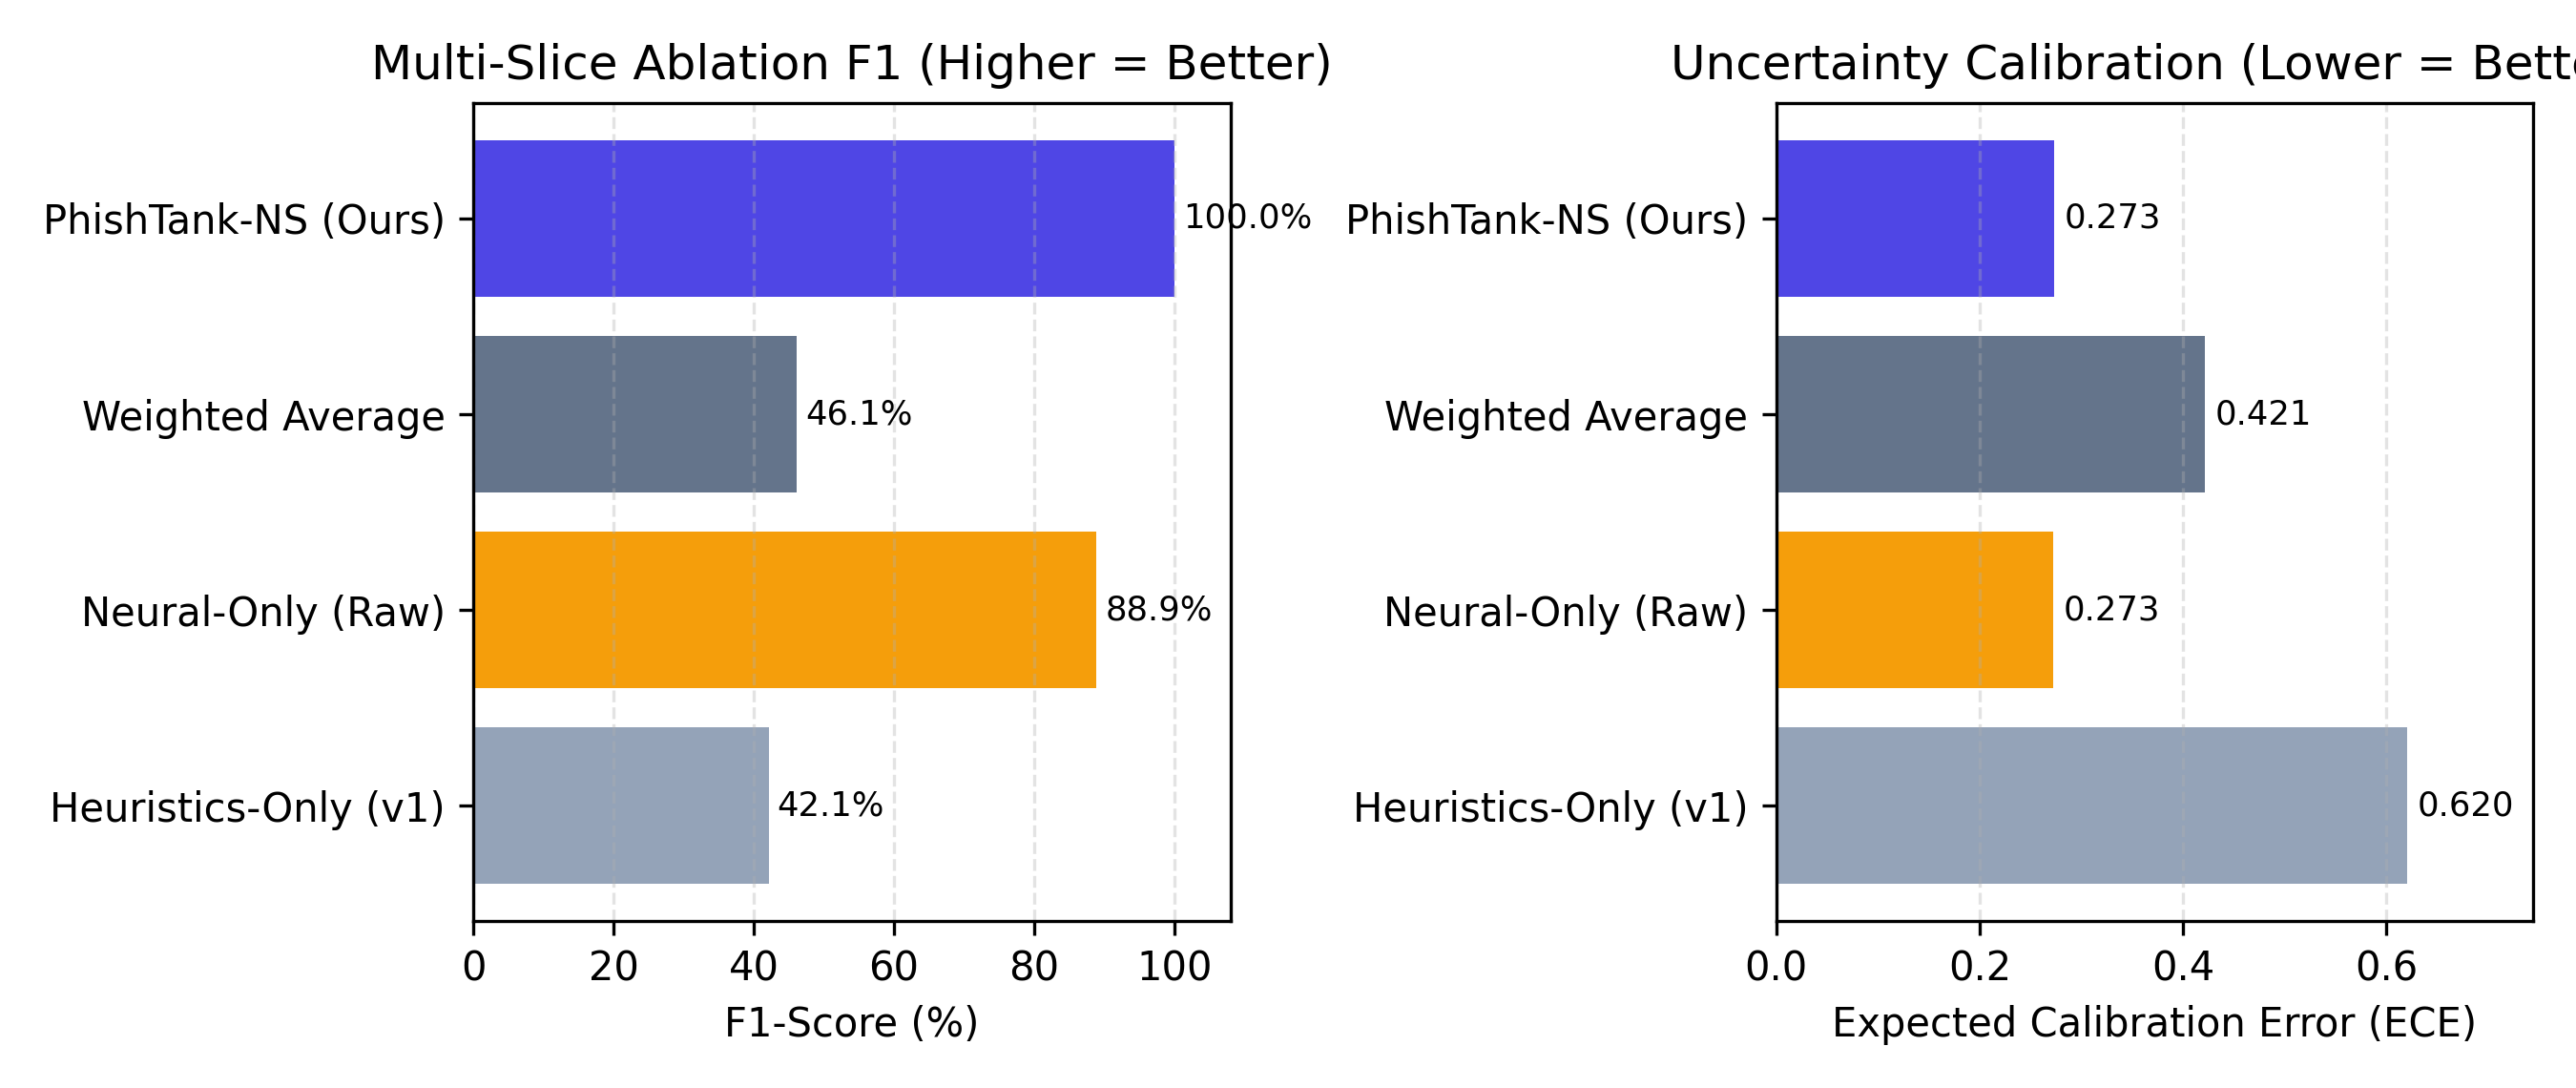 Multi-Slice Ablation F1 (Higher = Better)
PhishTank-NS (Ours)
100.0%
Weighted Average
46.1%
Neural-Only (Raw)
88.9%
Heuristics-Only (v1)
42.1%
0 20 40 60 80 100
F1-Score (%)
Uncertainty Calibration (Lower = Bette
PhishTank-NS (Ours)
0.273
Weighted Average
0.421
Neural-Only (Raw)
0.273
Heuristics-Only (v1)
0.620
0.0 0.2 0.4 0.6
Expected Calibration Error (ECE)